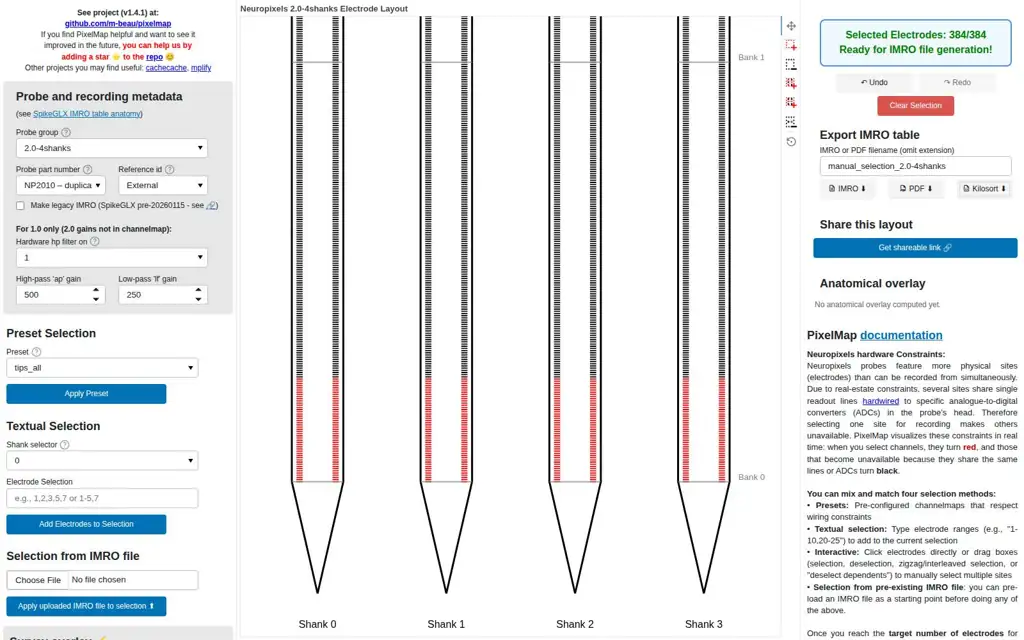 See project (v1.4.1) at:
github.com/m-beau/pixelmap
If you find PixelMap helpful and want to see it
improved in the future, you can help us by
adding a star ⭐ to the repo 😊
Other projects you may find useful: cachecache, mplify
Probe and recording metadata
(see SpikeGLX IMRO table anatomy)
Probe group ?
2.0-4shanks
Probe part number ? Reference id ?
NP2010 – duplica External
Make legacy IMRO (SpikeGLX pre-20260115 - see 🔗)
For 1.0 only (2.0 gains not in channelmap):
Hardware hp filter on ?
1
High-pass 'ap' gain Low-pass 'lf' gain
500 250
Preset Selection
Preset ?
tips_all
Apply Preset
Textual Selection
Shank selector ?
0
Electrode Selection
e.g., 1,2,3,5,7 or 1-5,7
Add Electrodes to Selection
Selection from IMRO file
Choose File No file chosen
Apply uploaded IMRO file to selection ⬆
Neuropixels 2.0-4shanks Electrode Layout
Bank 1
Bank 0
Shank 0 Shank 1 Shank 2 Shank 3
Selected Electrodes: 384/384
Ready for IMRO file generation!
↶ Undo ↷ Redo
Clear Selection
Export IMRO table
IMRO or PDF filename (omit extension)
manual_selection_2.0-4shanks
IMRO ⬇ PDF ⬇ Kilosort ⬇
Share this layout
Get shareable link 🔗
Anatomical overlay
No anatomical overlay computed yet.
PixelMap documentation
Neuropixels hardware Constraints:
Neuropixels probes feature more physical sites
(electrodes) than can be recorded from simultaneously.
Due to real-estate constraints, several sites share single
readout lines hardwired to specific analogue-to-digital
converters (ADCs) in the probe's head. Therefore
selecting one site for recording makes others
unavailable. PixelMap visualizes these constraints in real
time: when you select channels, they turn red, and those
that become unavailable because they share the same
lines or ADCs turn black.
You can mix and match four selection methods:
• Presets: Pre-configured channelmaps that respect
wiring constraints
• Textual selection: Type electrode ranges (e.g., "1-
10,20-25") to add to the current selection
• Interactive: Click electrodes directly or drag boxes
(selection, deselection, zigzag/interleaved selection, or
"deselect dependents") to manually select multiple sites
• Selection from pre-existing IMRO file: you can pre-
load an IMRO file as a starting point before doing any of
the above.
Once you reach the target number of electrodes for